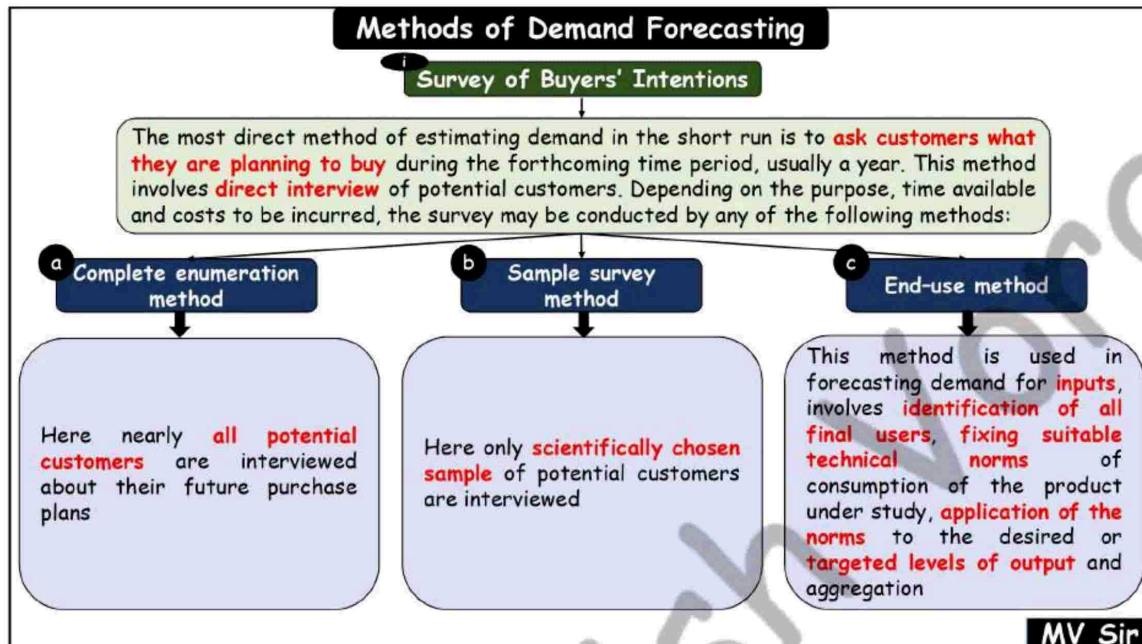 Methods of Demand Forecasting
i
Survey of Buyers' Intentions
The most direct method of estimating demand in the short run is to ask customers what
they are planning to buy during the forthcoming time period, usually a year. This method
involves direct interview of potential customers. Depending on the purpose, time available
and costs to be incurred, the survey may be conducted by any of the following methods:
a
Complete enumeration
method
Here nearly all potential
customers are interviewed
about their future purchase
plans
b
Sample survey
method
Here only scientifically chosen
sample of potential customers
are interviewed
c
End-use method
This method is used in
forecasting demand for inputs,
involves identification of all
final users, fixing suitable
technical norms of
consumption of the product
under study, application of the
norms to the desired or
targeted levels of output and
aggregation
MV Sir